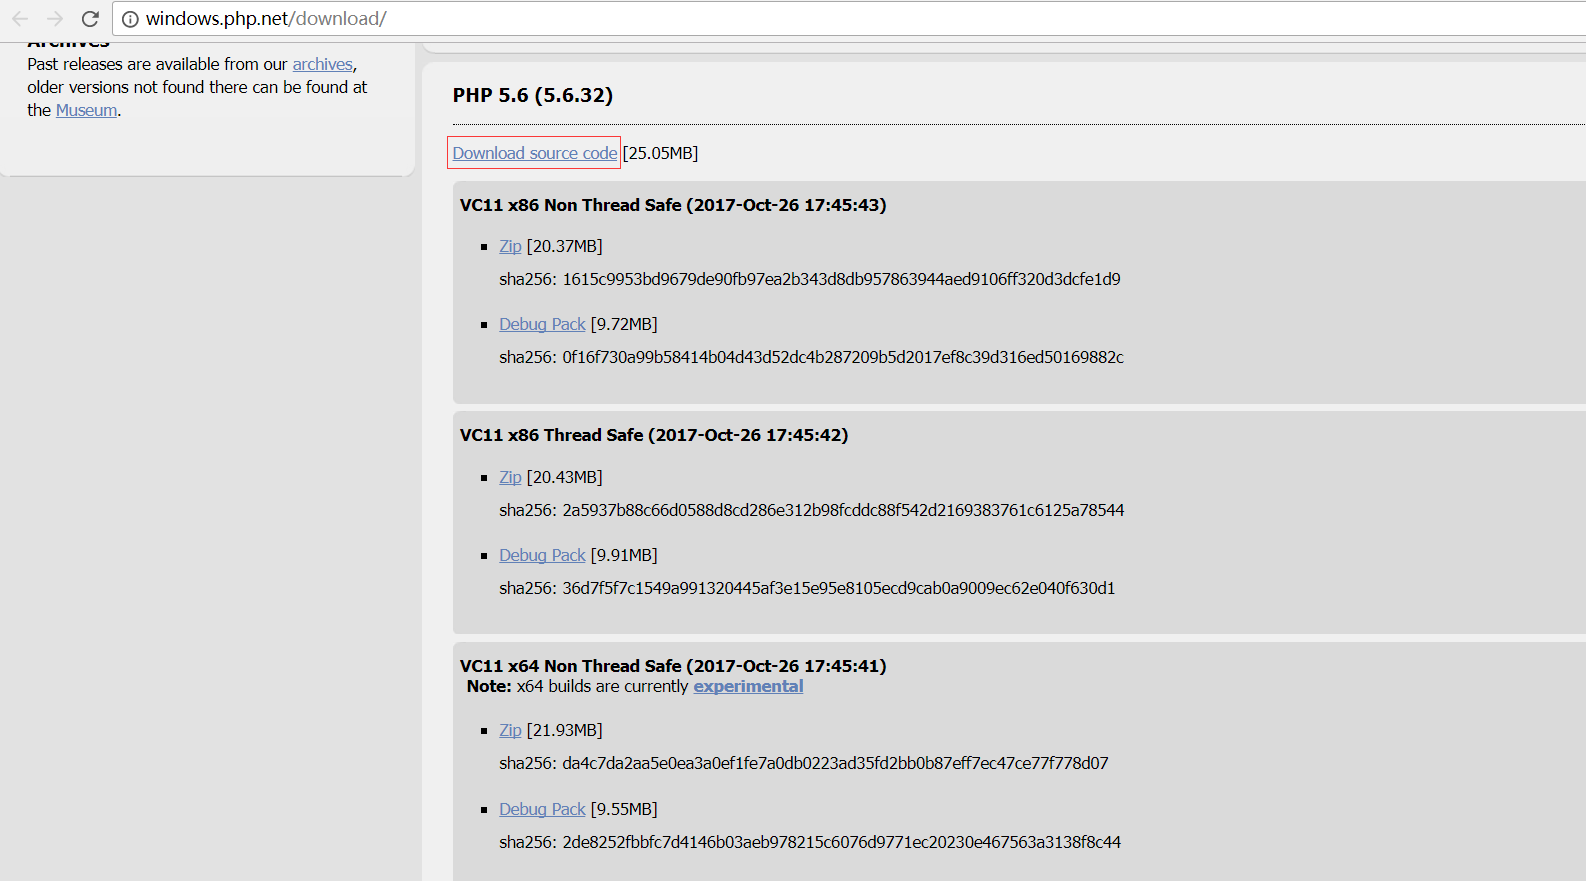 windows.php.net/download/
Archives
Past releases are available from our archives,
older versions not found there can be found at
the Museum.
PHP 5.6 (5.6.32)
Download source code [25.05MB]
VC11 x86 Non Thread Safe (2017-Oct-26 17:45:43)
Zip [20.37MB]
sha256: 1615c9953bd9679de90fb97ea2b343d8db957863944aed9106ff320d3dcfe1d9
Debug Pack [9.72MB]
sha256: 0f16f730a99b58414b04d43d52dc4b287209b5d2017ef8c39d316ed50169882c
VC11 x86 Thread Safe (2017-Oct-26 17:45:42)
Zip [20.43MB]
sha256: 2a5937b88c66d0588d8cd286e312b98fcddc88f542d2169383761c6125a78544
Debug Pack [9.91MB]
sha256: 36d7f5f7c1549a991320445af3e15e95e8105ecd9cab0a9009ec62e040f630d1
VC11 x64 Non Thread Safe (2017-Oct-26 17:45:41)
Note: x64 builds are currently experimental
Zip [21.93MB]
sha256: da4c7da2aa5e0ea3a0ef1fe7a0db0223ad35fd2bb0b87eff7ec47ce77f778d07
Debug Pack [9.55MB]
sha256: 2de8252fbbfc7d4146b03aeb978215c6076d9771ec20230e467563a3138f8c44